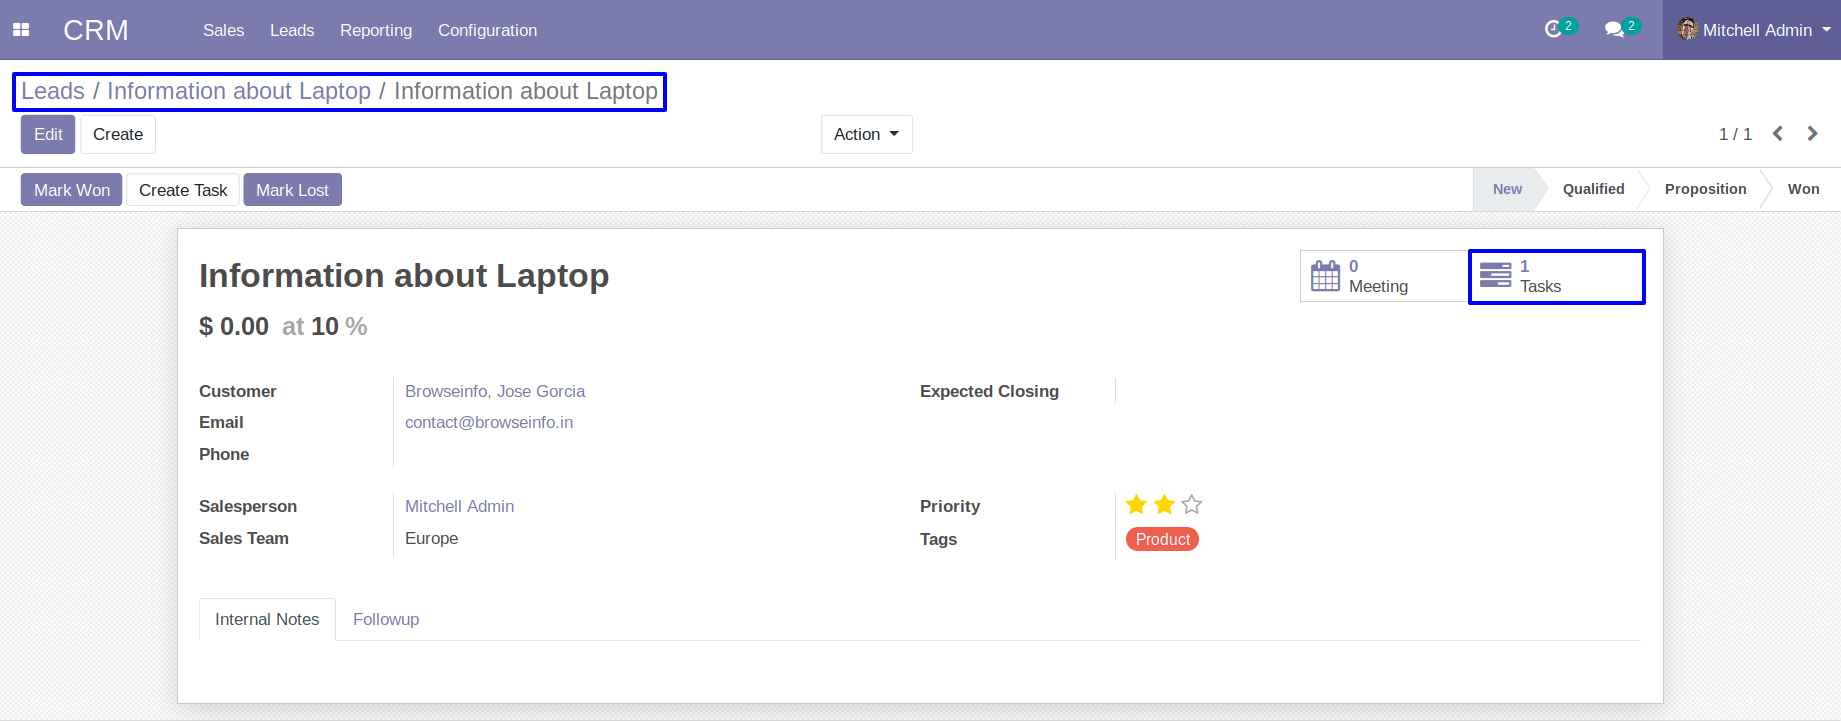 CRM Sales Leads Reporting Configuration 2 2 Mitchell Admin
Leads / Information about Laptop / Information about Laptop
Edit Create Action 1 / 1
Mark Won Create Task Mark Lost New Qualified Proposition Won
Information about Laptop
0 Meeting
1 Tasks
$ 0.00 at 10 %
Customer Browseinfo, Jose Gorcia
Email contact@browseinfo.in
Phone
Expected Closing
Salesperson Mitchell Admin
Sales Team Europe
Priority
Tags Product
Internal Notes Followup